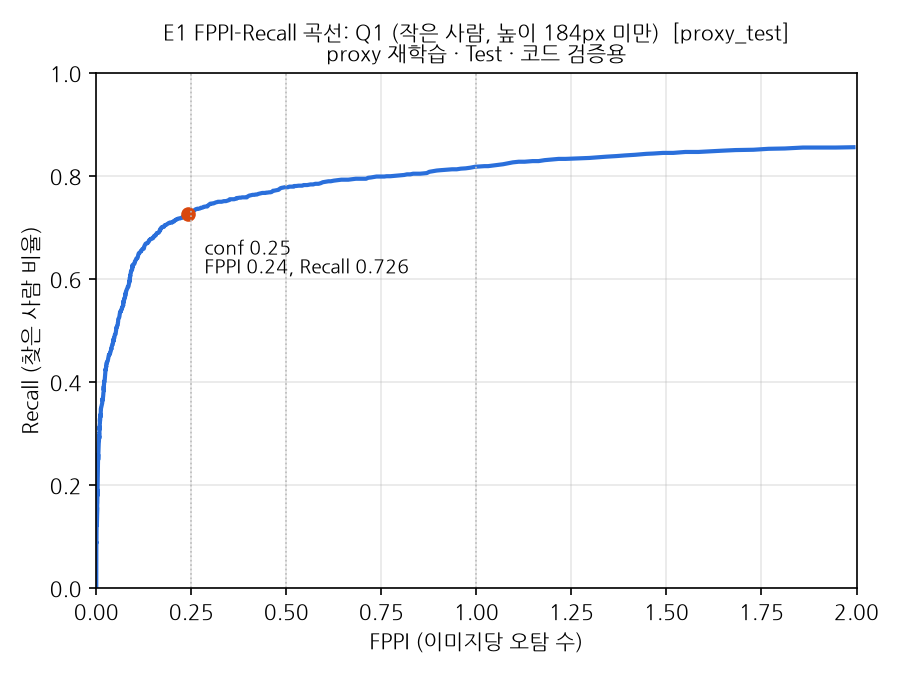 E1 FPPI-Recall 곡선: Q1 (작은 사람, 높이 184px 미만)  [proxy_test]
proxy 재학습 · Test · 코드 검증용
Recall (찾은 사람 비율)
1.0
0.8
0.6
0.4
0.2
0.0
conf 0.25
FPPI 0.24, Recall 0.726
0.00 0.25 0.50 0.75 1.00 1.25 1.50 1.75 2.00
FPPI (이미지당 오탐 수)